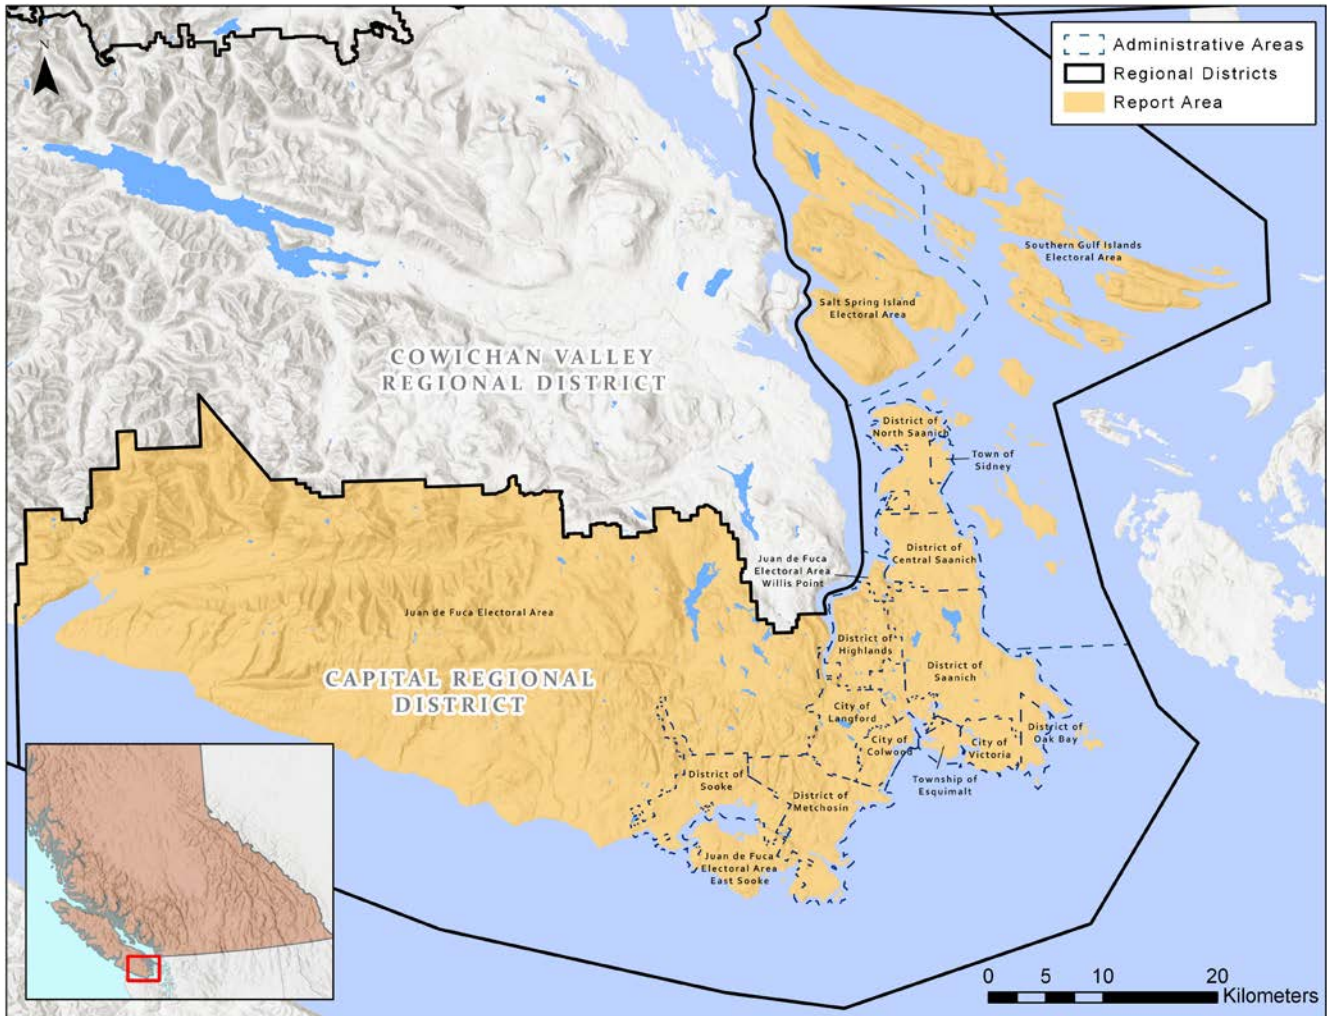 N
Administrative Areas
Regional Districts
Report Area
Southern Gulf Islands
Electoral Area
Salt Spring Island
Electoral Area
COWICHAN VALLEY
REGIONAL DISTRICT
District of
North Saanich
Town of
Sidney
District of
Central Saanich
Juan de Fuca
Electoral Area
Willis Point
Juan de Fuca Electoral Area
District of
Highlands
District of
Saanich
CAPITAL REGIONAL
DISTRICT
City of
Langford
City of
Colwood
City of
Victoria
District of
Oak Bay
Township of
Esquimalt
District of
Sooke
District of
Metchosin
Juan de Fuca
Electoral Area
East Sooke
0 5 10 20
Kilometers